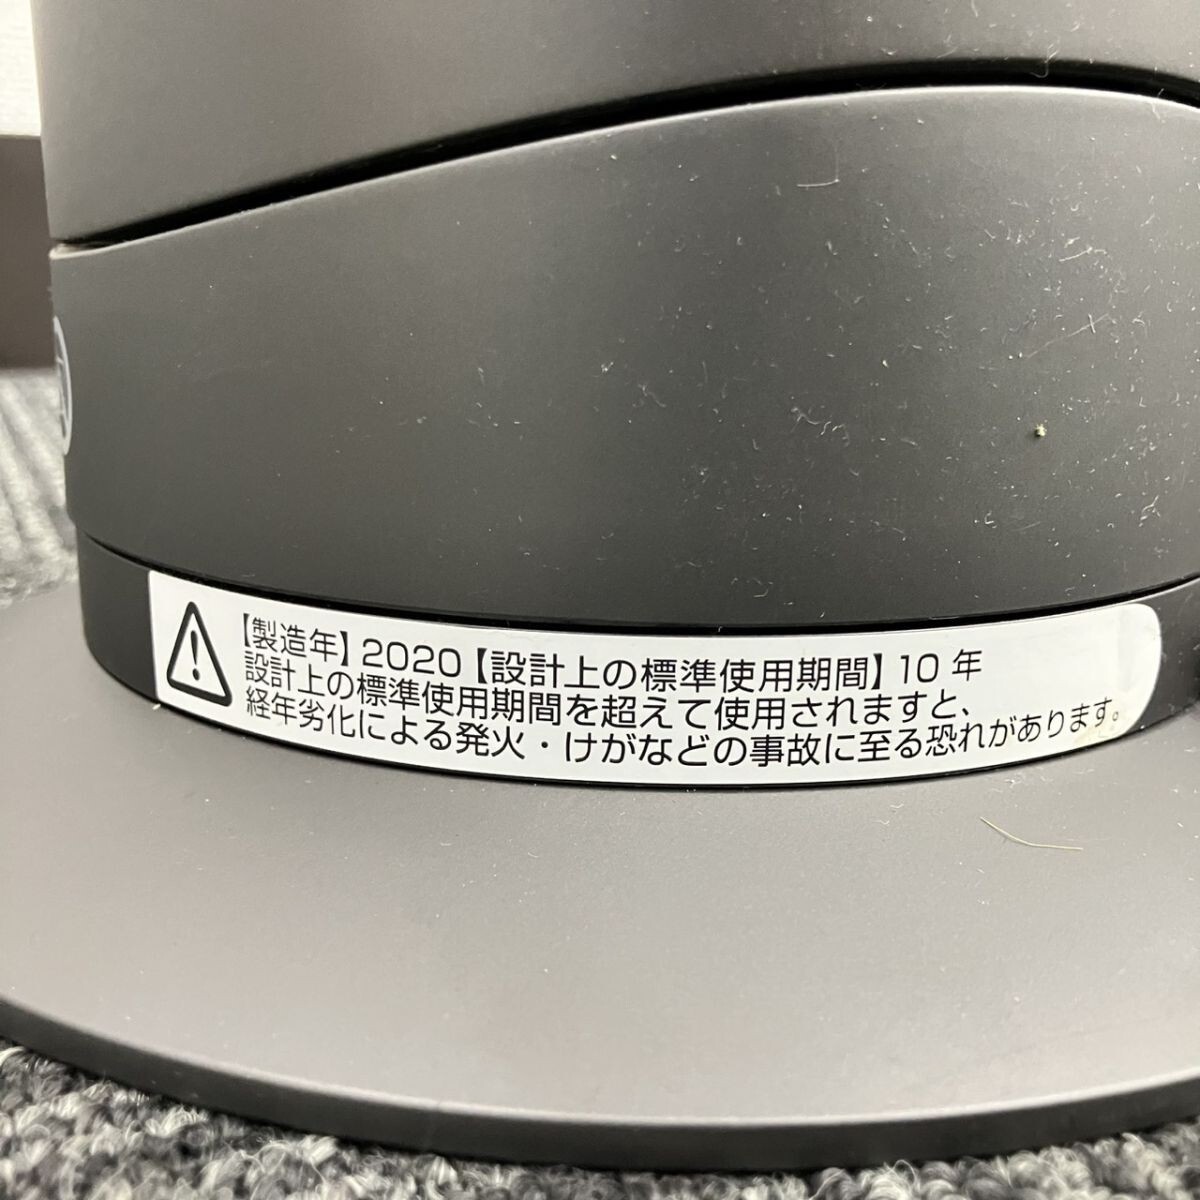 【製造年】2020【設計上の標準使用期間】10 年
設計上の標準使用期間を超えて使用されますと、
経年劣化による発火・けがなどの事故に至る恐れがあります。